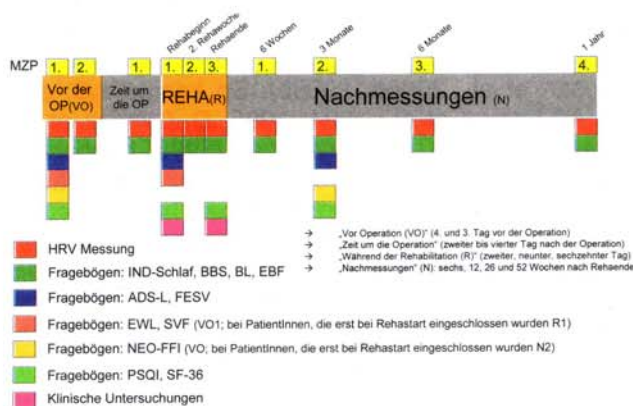 Rehabeginn
2. Rehawoche
Rehaende
6 Wochen
3 Monate
6 Monate
1 Jahr
MZP 1. 2. 1. 1. 2. 3. 1. 2. 3. 4.
Vor der OP(VO)
Zeit um die OP
REHA(R)
Nachmessungen (N)
→ „Vor Operation (VO)" (4. und 3. Tag vor der Operation)
→ „Zeit um die Operation" (zweiter bis vierter Tag nach der Operation)
→ „Während der Rehabilitation (R)" (zweiter, neunter, sechzehnter Tag)
→ „Nachmessungen" (N): sechs, 12, 26 und 52 Wochen nach Rehaende
HRV Messung
Fragebögen: IND-Schlaf, BBS, BL, EBF
Fragebögen: ADS-L, FESV
Fragebögen: EWL, SVF (VO1; bei PatientInnen, die erst bei Rehastart eingeschlossen wurden R1)
Fragebögen: NEO-FFI (VO; bei PatientInnen, die erst bei Rehastart eingeschlossen wurden N2)
Fragebögen: PSQI, SF-36
Klinische Untersuchungen